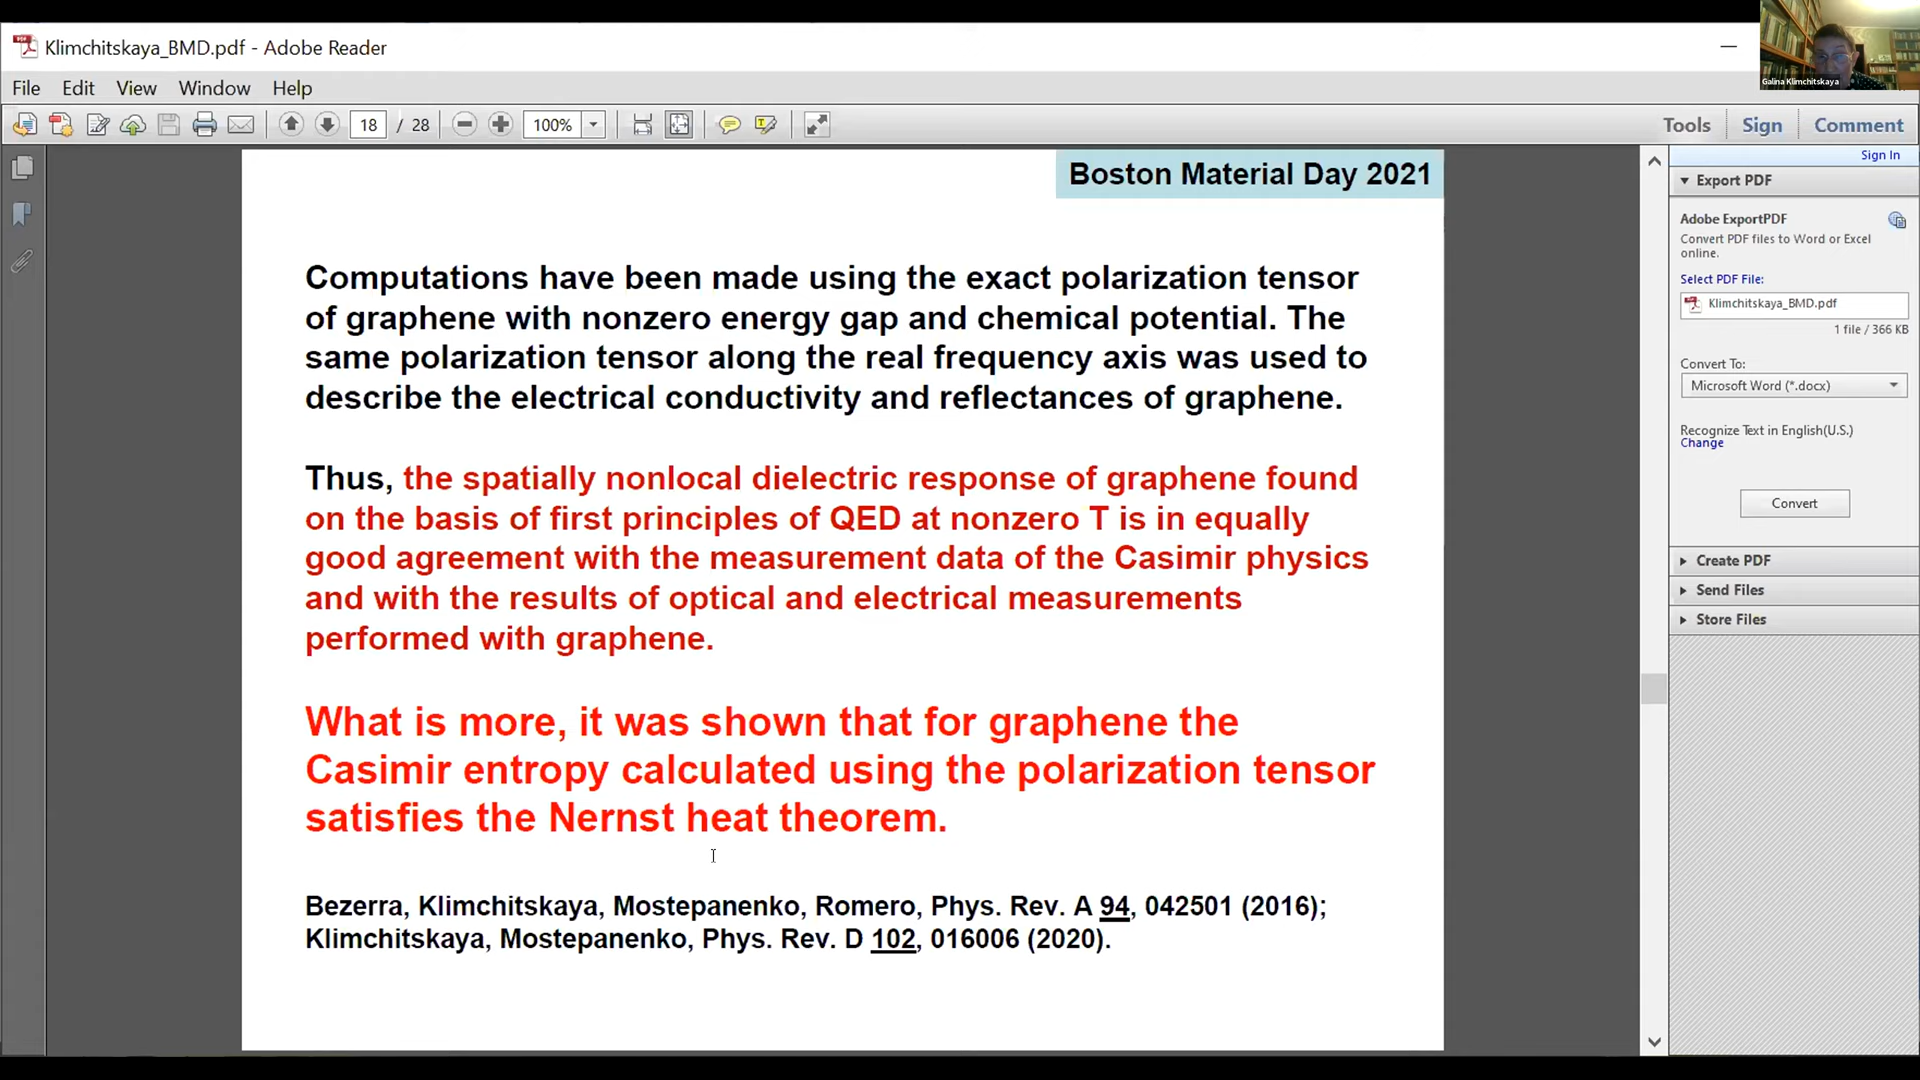 Klimchitskaya_BMD.pdf - Adobe Reader
Galina Klimchitskaya
File Edit View Window Help
18 / 28 100% Tools Sign Comment
Boston Material Day 2021
Computations have been made using the exact polarization tensor
of graphene with nonzero energy gap and chemical potential. The
same polarization tensor along the real frequency axis was used to
describe the electrical conductivity and reflectances of graphene.
Thus, the spatially nonlocal dielectric response of graphene found
on the basis of first principles of QED at nonzero T is in equally
good agreement with the measurement data of the Casimir physics
and with the results of optical and electrical measurements
performed with graphene.
What is more, it was shown that for graphene the
Casimir entropy calculated using the polarization tensor
satisfies the Nernst heat theorem.
Bezerra, Klimchitskaya, Mostepanenko, Romero, Phys. Rev. A 94, 042501 (2016);
Klimchitskaya, Mostepanenko, Phys. Rev. D 102, 016006 (2020).
Sign In
Export PDF
Adobe ExportPDF
Convert PDF files to Word or Excel
online.
Select PDF File:
Klimchitskaya_BMD.pdf
1 file / 366 KB
Convert To:
Microsoft Word (*.docx)
Recognize Text in English(U.S.)
Change
Convert
Create PDF
Send Files
Store Files